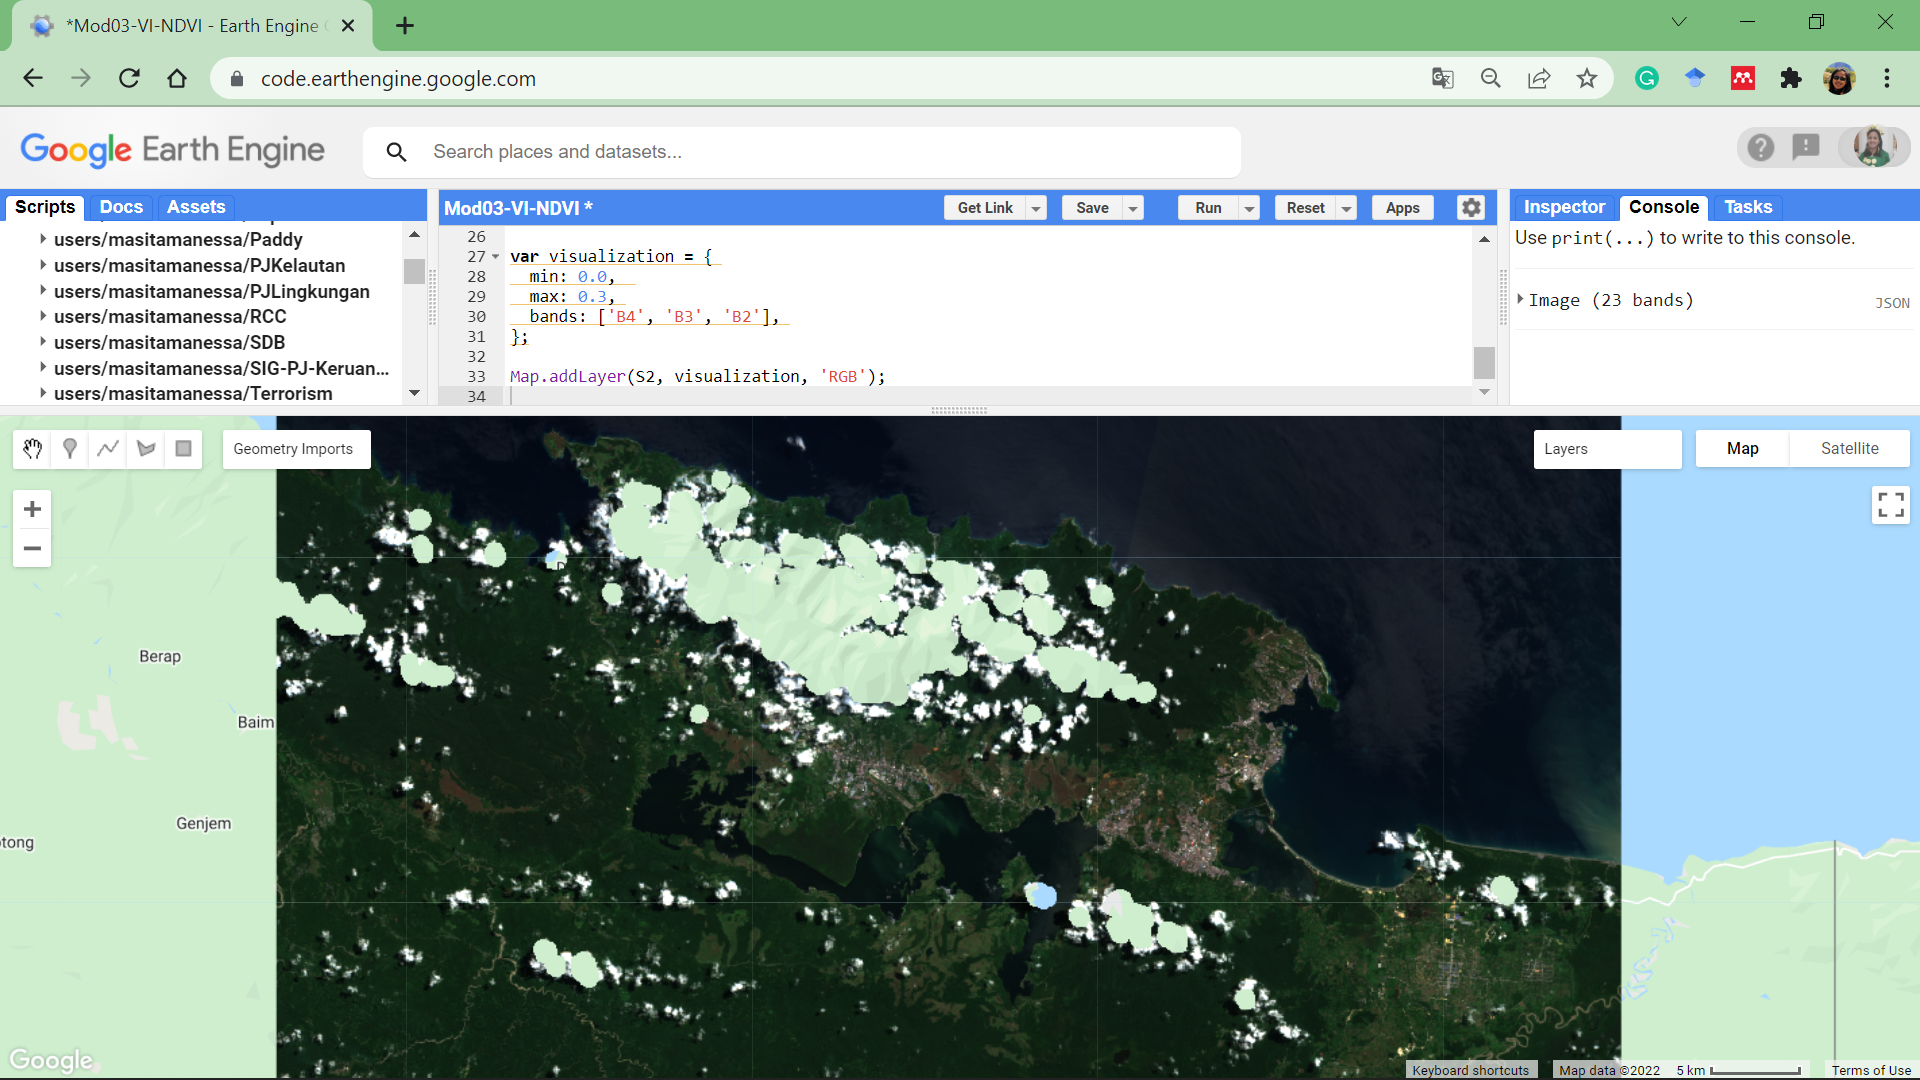 *Mod03-VI-NDVI - Earth Engine
code.earthengine.google.com
Google Earth Engine
Search places and datasets...
Scripts Docs Assets
users/masitamanessa/Paddy
users/masitamanessa/PJKelautan
users/masitamanessa/PJLingkungan
users/masitamanessa/RCC
users/masitamanessa/SDB
users/masitamanessa/SIG-PJ-Keruan...
users/masitamanessa/Terrorism
Mod03-VI-NDVI *
Get Link Save Run Reset Apps
26
27 var visualization = {
28 min: 0.0,
29 max: 0.3,
30 bands: ['B4', 'B3', 'B2'],
31 };
32
33 Map.addLayer(S2, visualization, 'RGB');
34
Inspector Console Tasks
Use print(...) to write to this console.
Image (23 bands) JSON
Geometry Imports
Layers
Map Satellite
Berap
Baim
Genjem
tong
Google
Keyboard shortcuts Map data ©2022 5 km Terms of Use